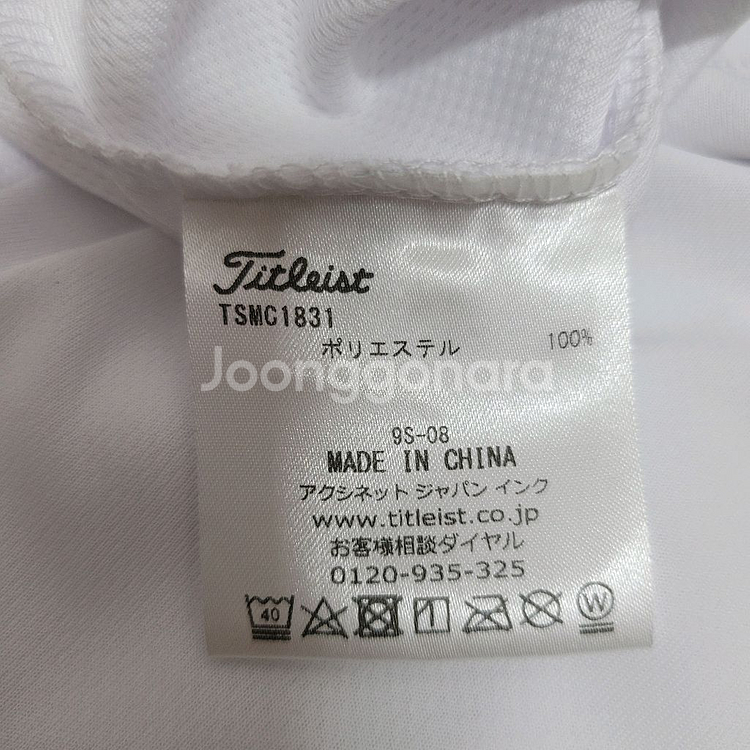 Titleist
TSMC1831
ポリエステル 100%
Joonggonara
9S-08
MADE IN CHINA
アクシネット ジャパン インク
www.titleist.co.jp
お客様相談ダイヤル
0120-935-325
40 W